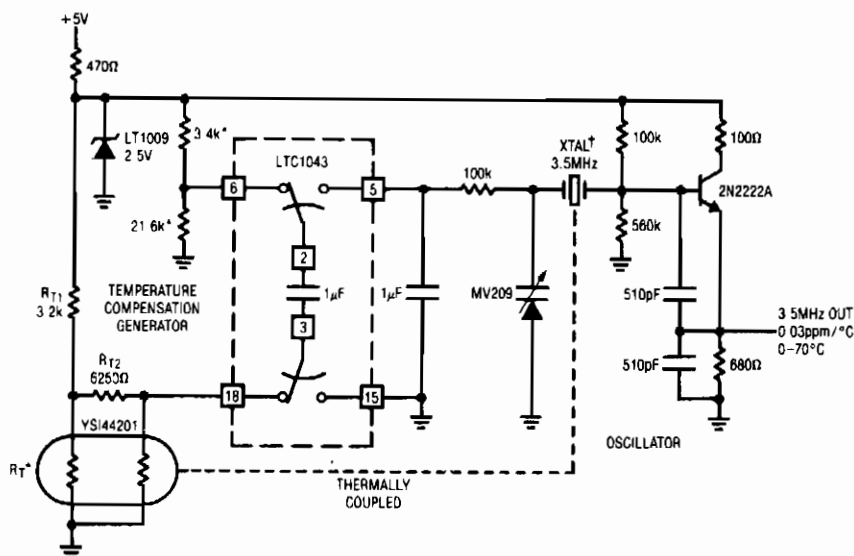 +5V
470Ω
LT1009
2 5V
3 4k*
LTC1043
6
5
100k
XTAL†
3.5MHz
100k
100Ω
2N2222A
21 6k*
2
560k
RT1
3 2k
TEMPERATURE
COMPENSATION
GENERATOR
1μF
1μF
MV209
510pF
3
3 5MHz OUT
0 03ppm/°C
0-70°C
RT2
6250Ω
510pF
680Ω
18
15
YSI44201
OSCILLATOR
RT*
THERMALLY
COUPLED